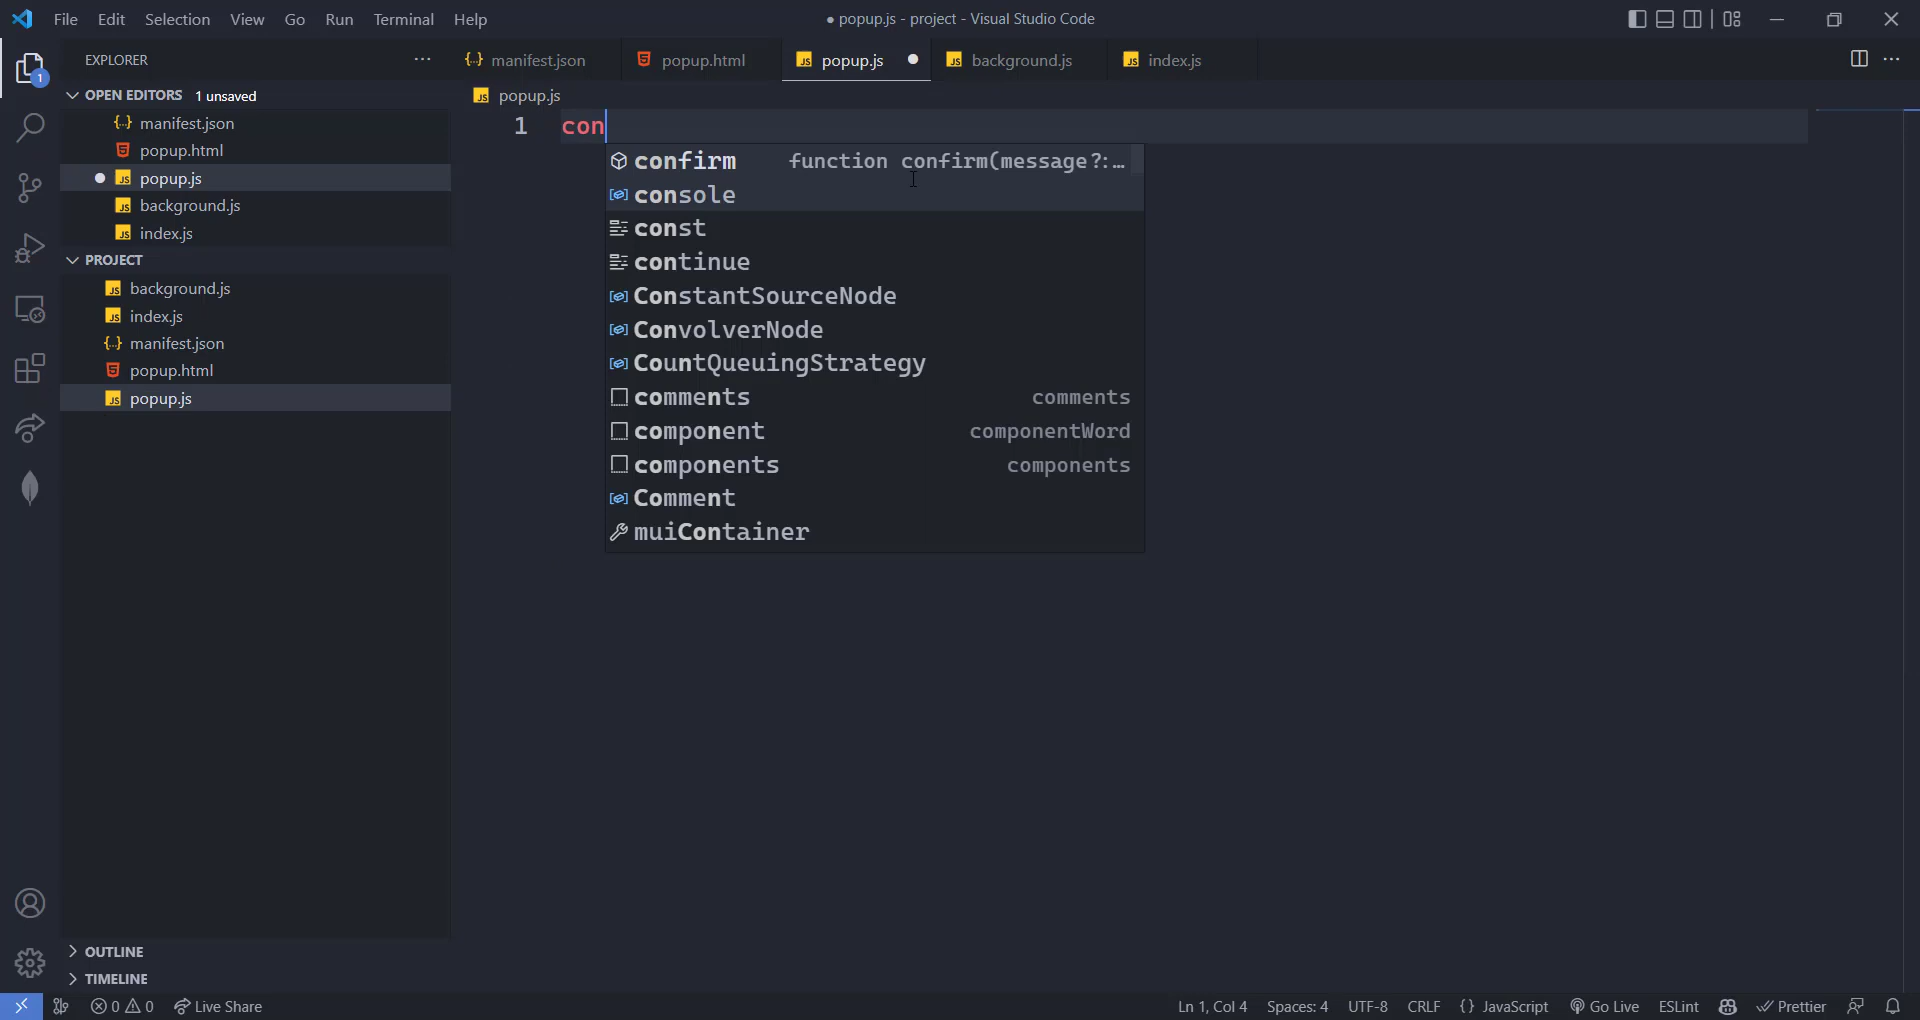 File Edit Selection View Go Run Terminal Help
● popup.js - project - Visual Studio Code
EXPLORER
manifest.json
popup.html
popup.js
background.js
index.js
OPEN EDITORS 1 unsaved
manifest.json
popup.html
popup.js
background.js
index.js
PROJECT
background.js
index.js
manifest.json
popup.html
popup.js
OUTLINE
TIMELINE
popup.js
1 con
confirm function confirm(message?:…
console
const
continue
ConstantSourceNode
ConvolverNode
CountQueuingStrategy
comments comments
component componentWord
components components
Comment
muiContainer
1
0 0 Live Share
Ln 1, Col 4 Spaces: 4 UTF-8 CRLF {} JavaScript Go Live ESLint Prettier